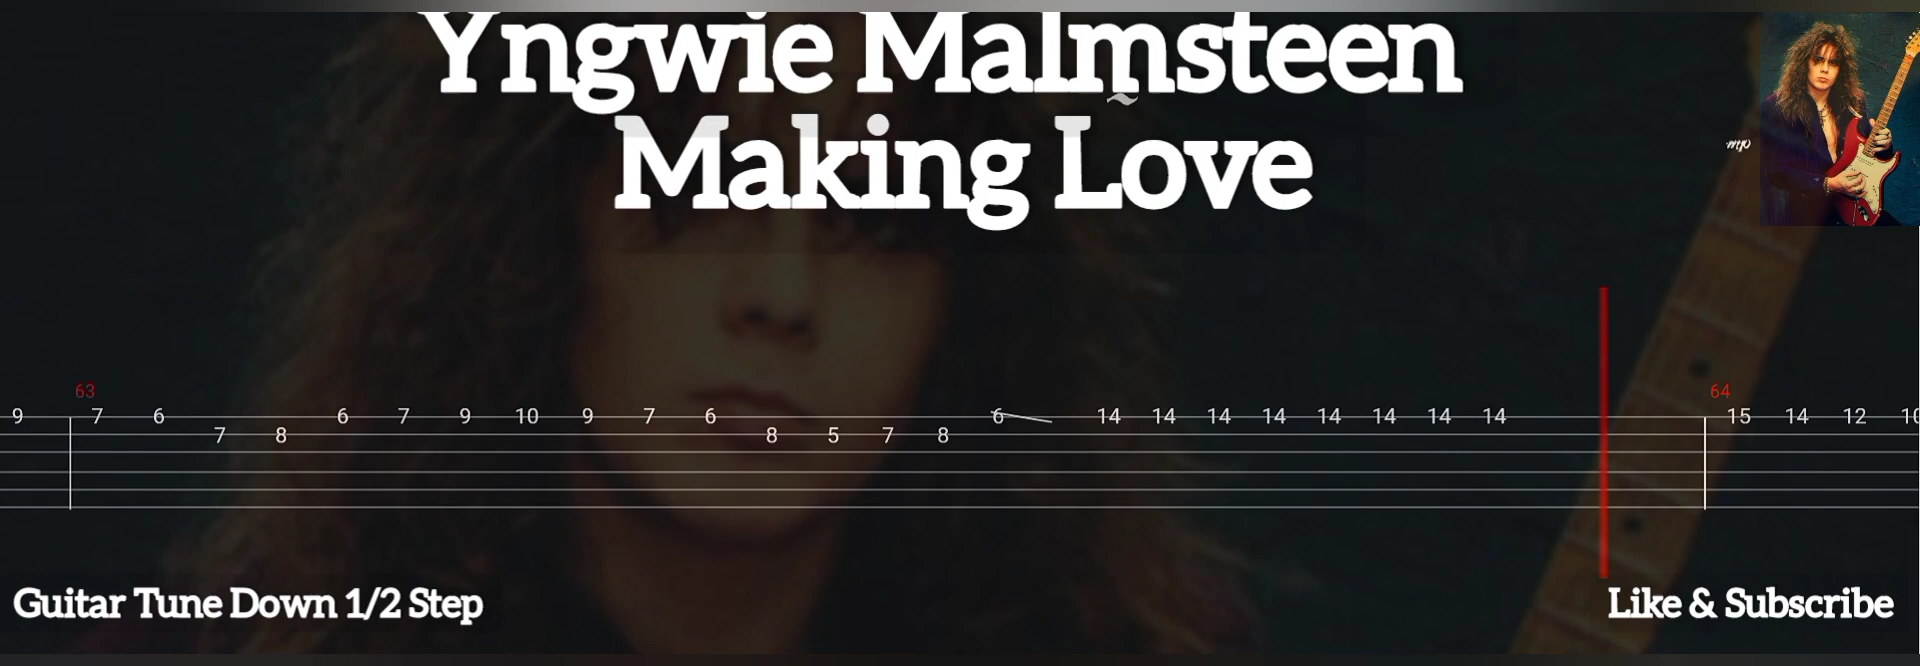 Yngwie Malmsteen
Making Love
mp
63
64
9 7 6 6 7 9 10 9 7 6 6 14 14 14 14 14 14 14 14 15 14 12 10
7 8 8 5 7 8
Guitar Tune Down 1/2 Step
Like & Subscribe